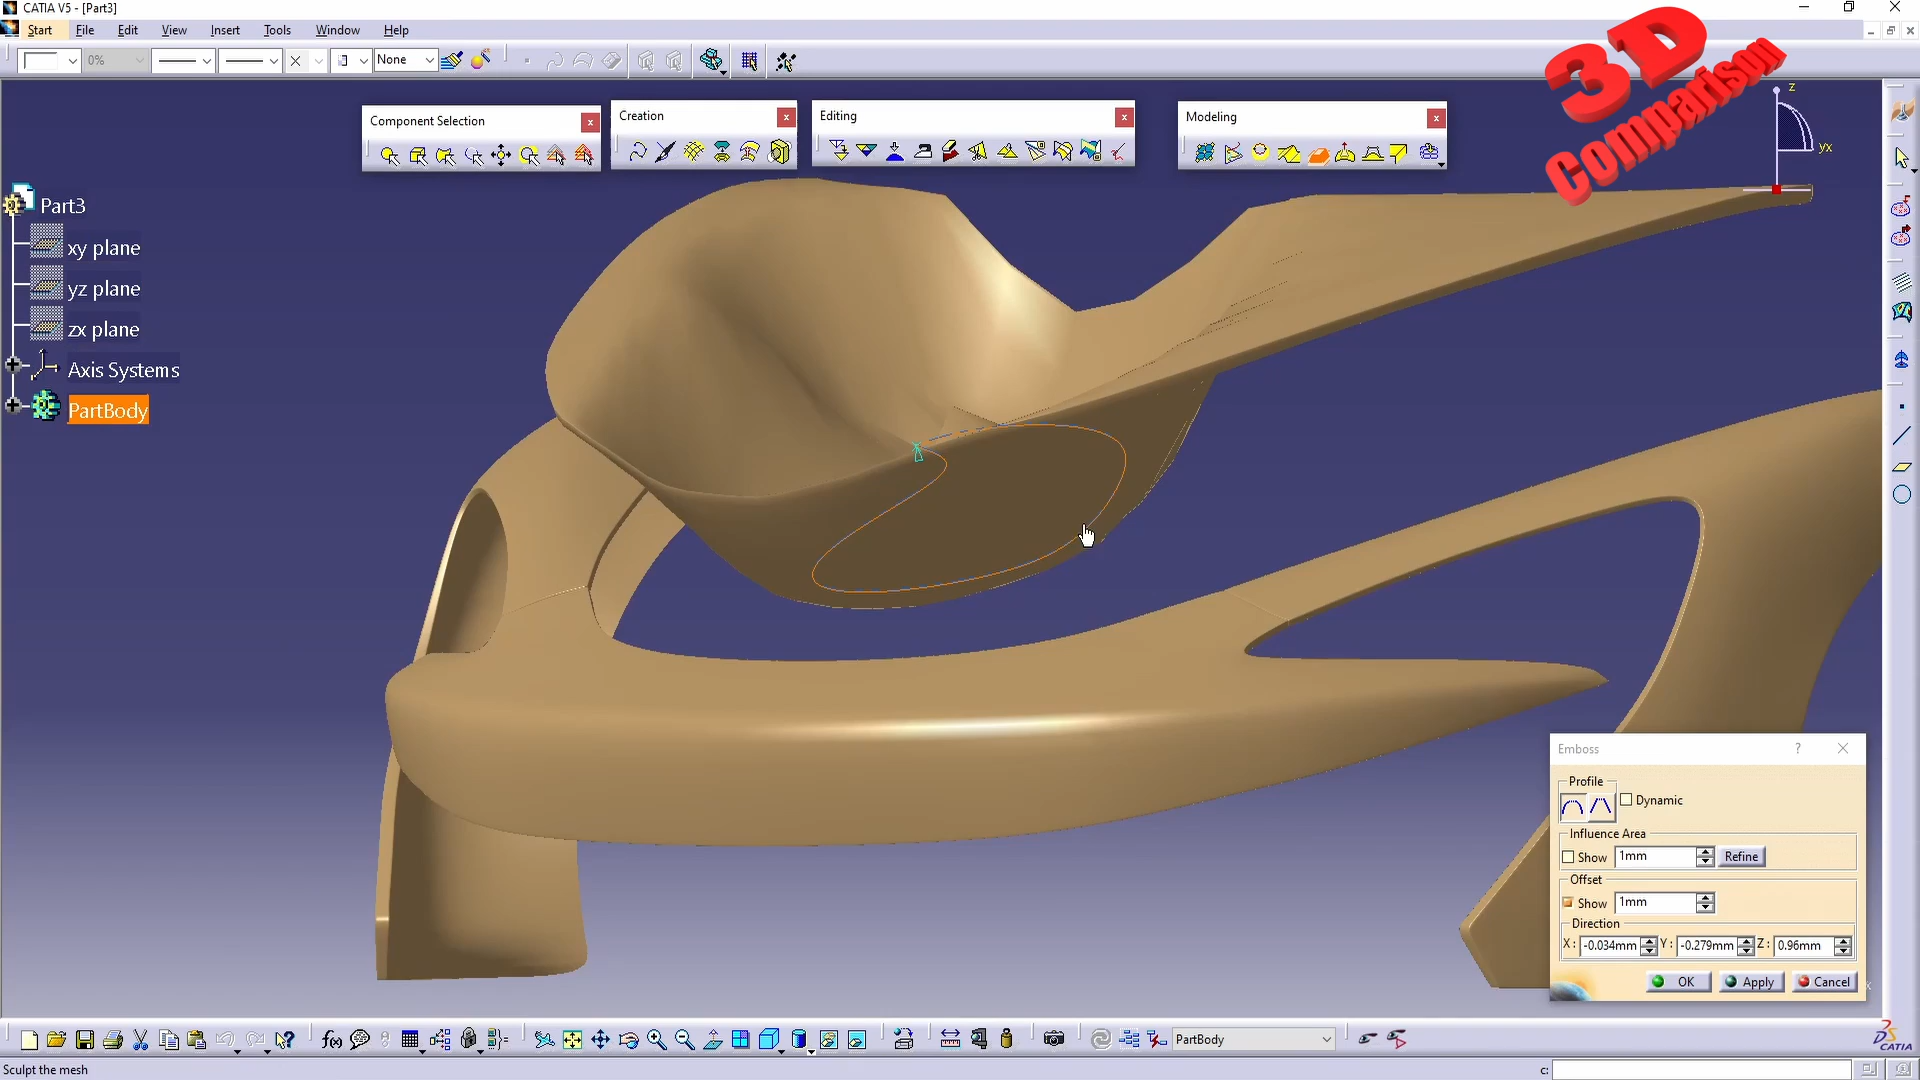 CATIA V5 - [Part3]
Start File Edit View Insert Tools Window Help
0% None
3D
Comparison
z
yx
Component Selection
Creation
Editing
Modeling
Part3
xy plane
yz plane
zx plane
Axis Systems
PartBody
Emboss ?
Profile
Dynamic
Influence Area
Show 1mm Refine
Offset
Show 1mm
Direction
X: -0.034mm Y: -0.279mm Z: 0.96mm
OK Apply Cancel
x
f(x)
PartBody
CATIA
Sculpt the mesh
c: